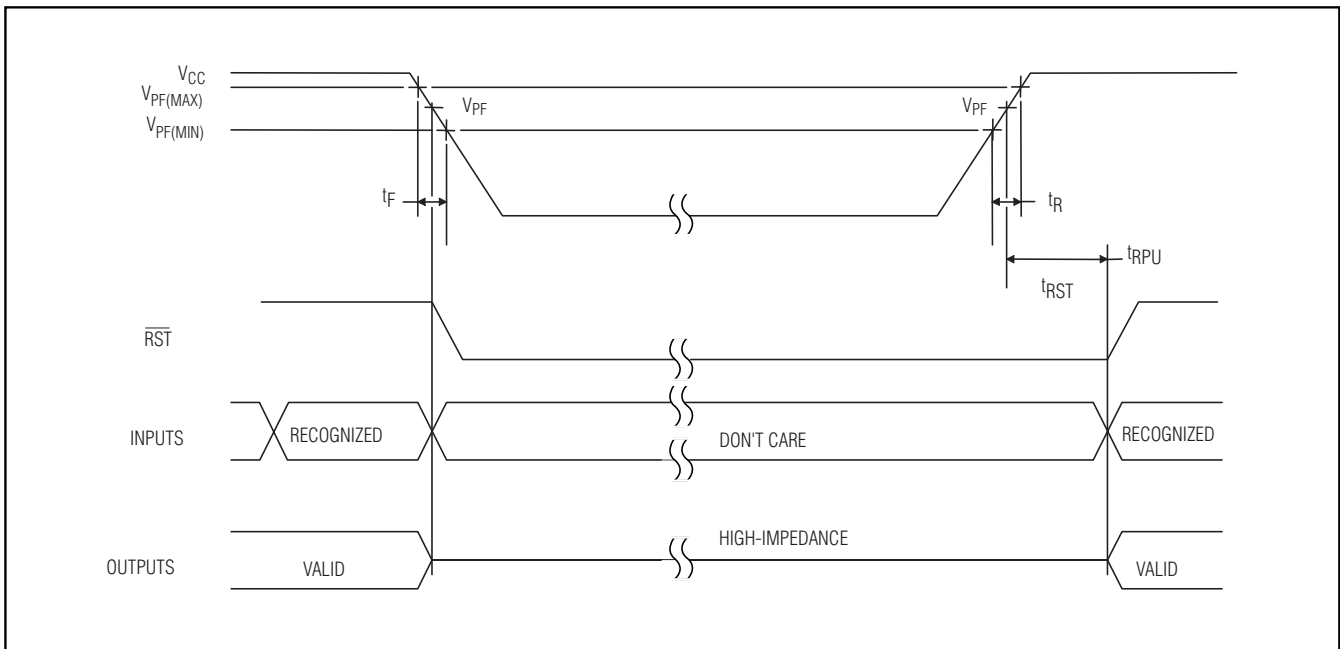 VCC
VPF(MAX)
VPF VPF
VPF(MIN)
tF tR
tRPU
tRST
RST
INPUTS RECOGNIZED DON'T CARE RECOGNIZED
HIGH-IMPEDANCE
OUTPUTS VALID VALID